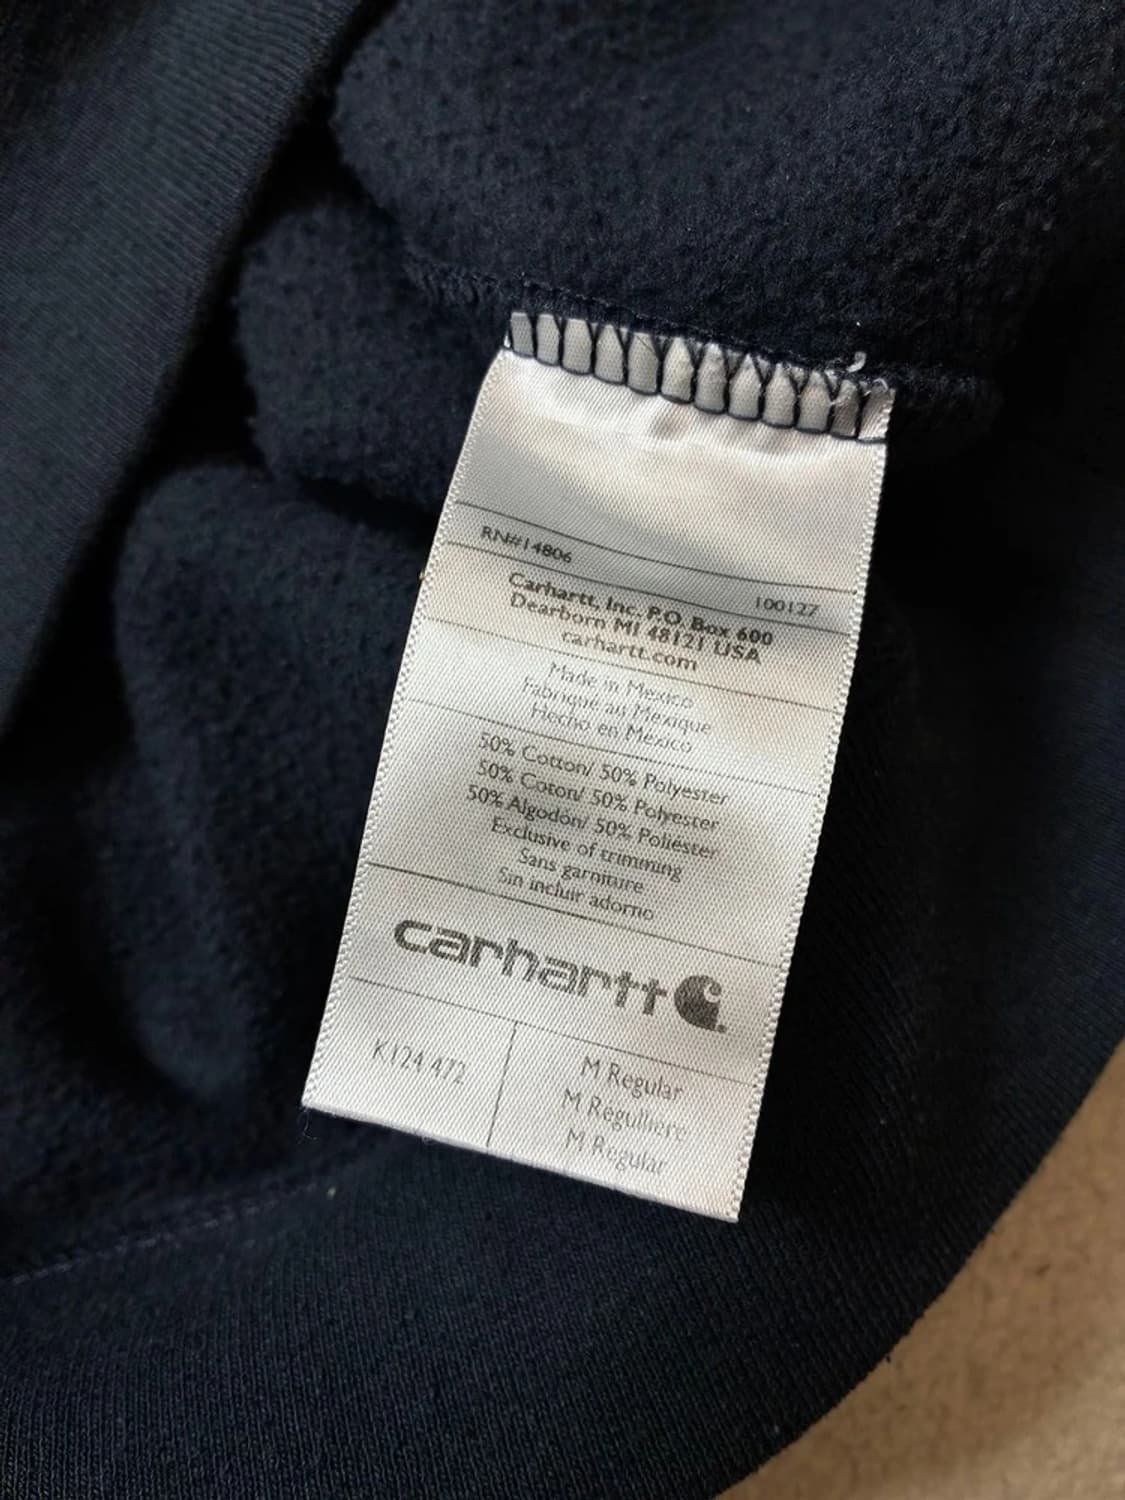 RN#14806
100127
Carhartt, Inc. P.O. Box 600
Dearborn MI 48121 USA
carhartt.com
Made in Mexico
Fabriqué au Mexique
Hecho en Mexico
50% Cotton/ 50% Polyester
50% Coton/ 50% Polyester
50% Algodón/ 50% Poliéster
Exclusive of trimming
Sans garniture
Sin incluir adorno
carhartt
K124 472
M Regular
M Régulliere
M Regular